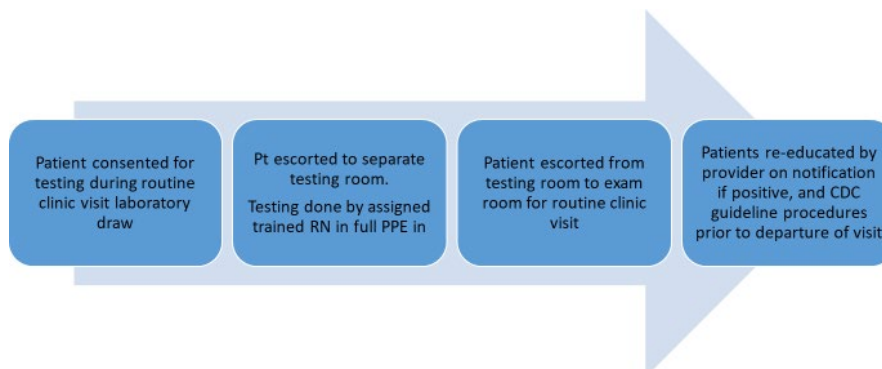 Patient consented for
testing during routine
clinic visit laboratory
draw
Pt escorted to separate
testing room.
Testing done by assigned
trained RN in full PPE in
Patient escorted from
testing room to exam
room for routine clinic
visit
Patients re-educated by
provider on notification
if positive, and CDC
guideline procedures
prior to departure of visit